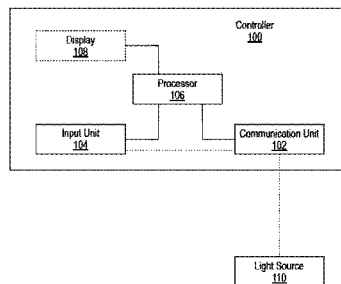 Controller
100
Display
108
Processor
106
Input Unit
104
Communication Unit
102
Light Source
110